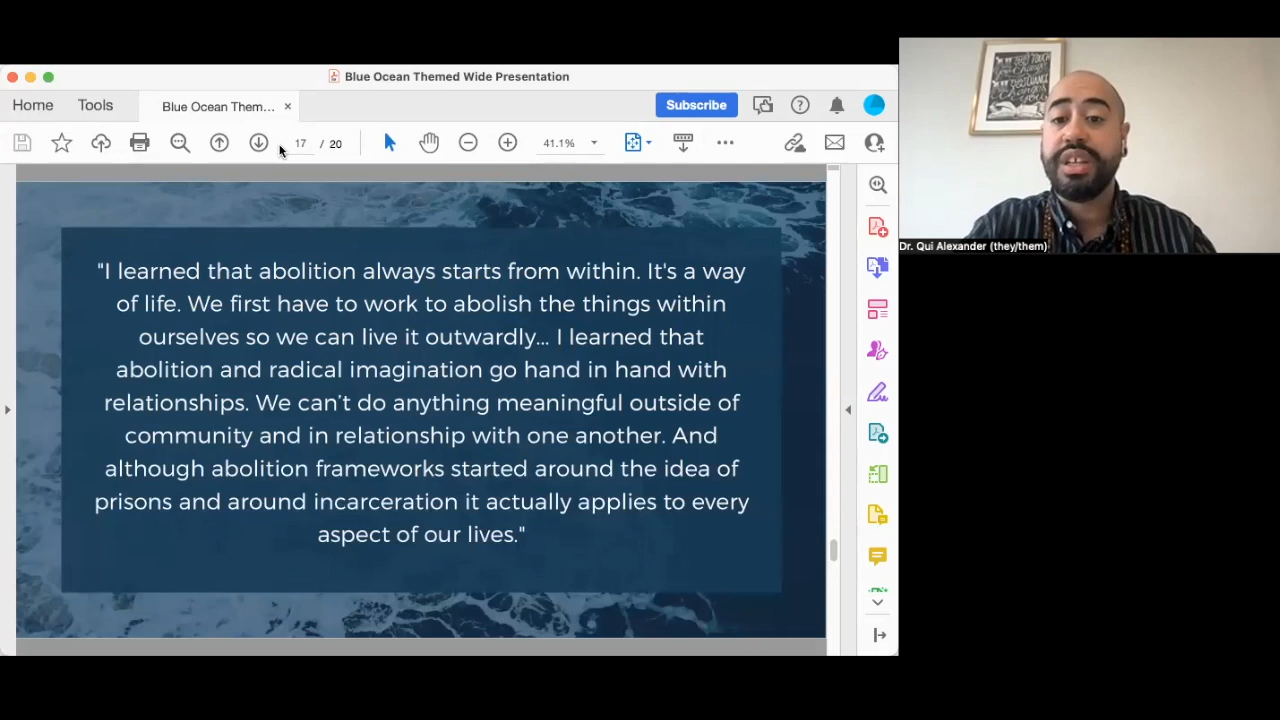 Blue Ocean Themed Wide Presentation
Home Tools Blue Ocean Them... × Subscribe
17 / 20 41.1%
"I learned that abolition always starts from within. It's a way
of life. We first have to work to abolish the things within
ourselves so we can live it outwardly... I learned that
abolition and radical imagination go hand in hand with
relationships. We can’t do anything meaningful outside of
community and in relationship with one another. And
although abolition frameworks started around the idea of
prisons and around incarceration it actually applies to every
aspect of our lives."
Dr. Qui Alexander (they/them)